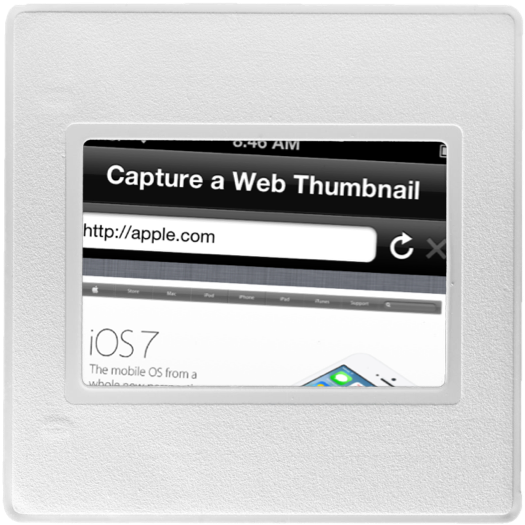 8:46 AM
Capture a Web Thumbnail
http://apple.com
Store Mac iPod iPhone iPad iTunes Support
iOS 7
The mobile OS from a
whole new